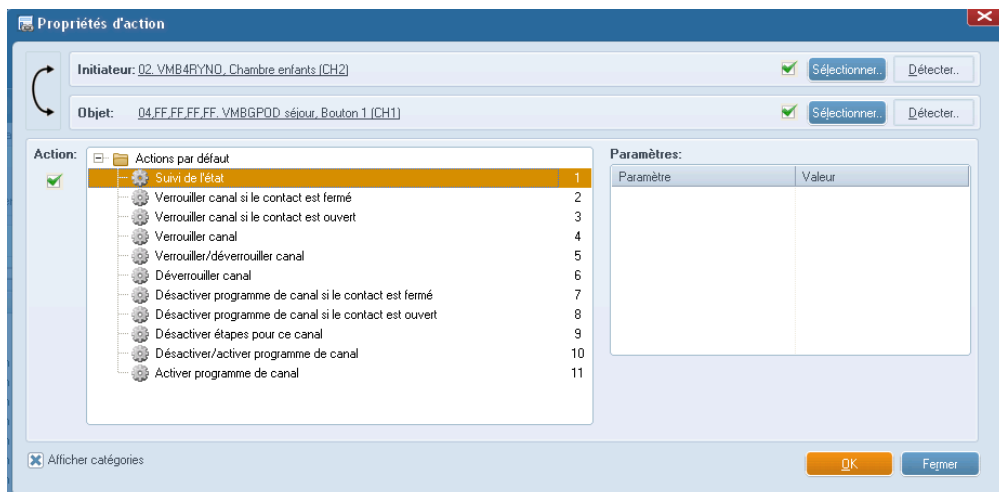 Propriétés d'action
Initiateur: 02. VMB4RYNO, Chambre enfants (CH2)
Sélectionner.. Détecter..
Objet: 04,FF,FF,FF,FF. VMBGPOD séjour, Bouton 1 (CH1)
Sélectionner.. Détecter..
Action:
Actions par défaut
Suivi de l'état 1
Verrouiller canal si le contact est fermé 2
Verrouiller canal si le contact est ouvert 3
Verrouiller canal 4
Verrouiller/déverrouiller canal 5
Déverrouiller canal 6
Désactiver programme de canal si le contact est fermé 7
Désactiver programme de canal si le contact est ouvert 8
Désactiver étapes pour ce canal 9
Désactiver/activer programme de canal 10
Activer programme de canal 11
Paramètres:
Paramètre Valeur
Afficher catégories
OK Fermer